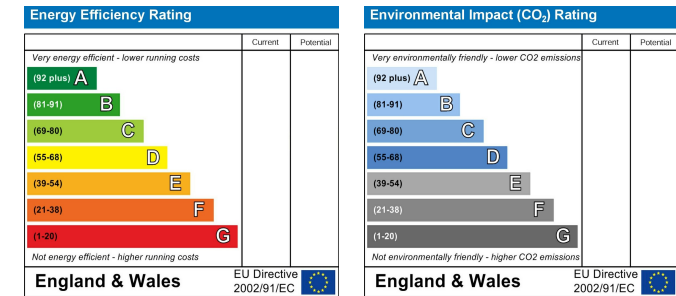 Energy Efficiency Rating
Current Potential
Very energy efficient - lower running costs
(92 plus) A
(81-91) B
(69-80) C
(55-68) D
(39-54) E
(21-38) F
(1-20) G
Not energy efficient - higher running costs
England & Wales
EU Directive
2002/91/EC
Environmental Impact (CO₂) Rating
Current Potential
Very environmentally friendly - lower CO2 emissions
(92 plus) A
(81-91) B
(69-80) C
(55-68) D
(39-54) E
(21-38) F
(1-20) G
Not environmentally friendly - higher CO2 emissions
England & Wales
EU Directive
2002/91/EC